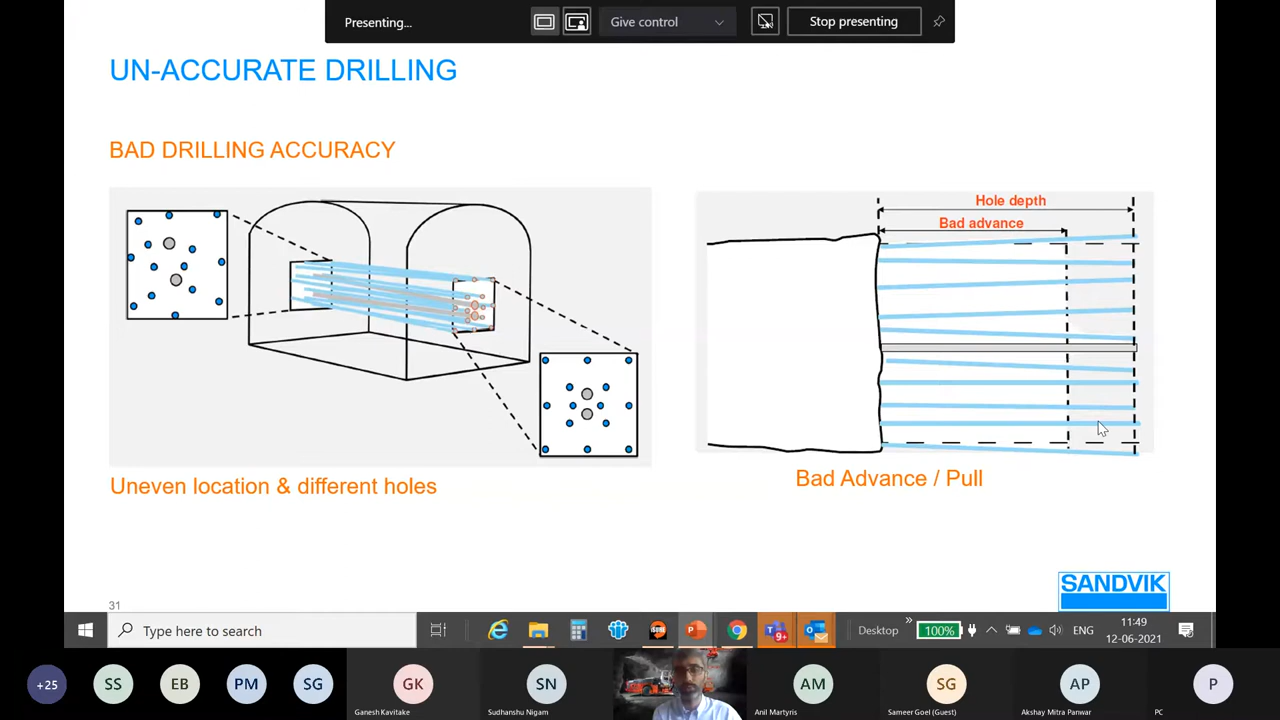 Presenting...
Give control
Stop presenting
UN-ACCURATE DRILLING
BAD DRILLING ACCURACY
Hole depth
Bad advance
Uneven location & different holes
Bad Advance / Pull
SANDVIK
31
Type here to search
9+
Desktop
100%
ENG
11:49
12-06-2021
+25
SS
EB
PM
SG
GK
SN
AM
SG
AP
P
Ganesh Kavitake
Sudhanshu Nigam
Anil Martyris
Sameer Goel (Guest)
Akshay Mitra Panwar
PC